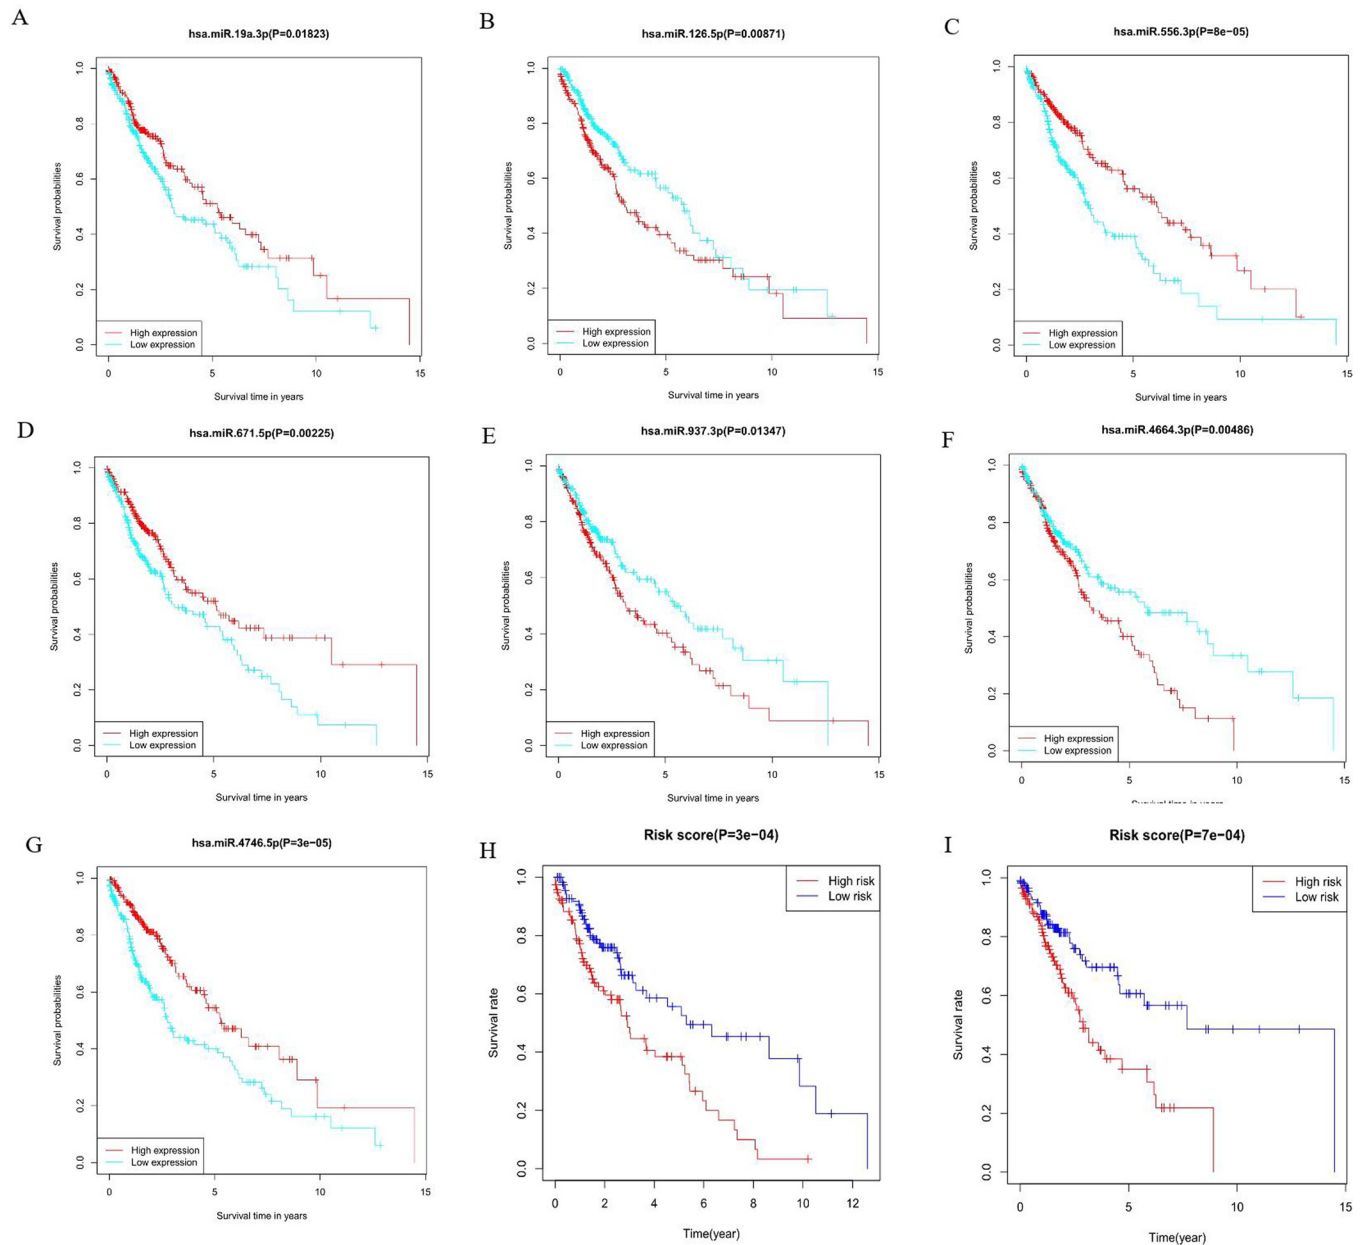 A
hsa.miR.19a.3p(P=0.01823)
Survival probabilities
1.0
0.8
0.6
0.4
0.2
0.0
High expression
Low expression
0 5 10 15
Survival time in years
B
hsa.miR.126.5p(P=0.00871)
Survival probabilities
1.0
0.8
0.6
0.4
0.2
0.0
High expression
Low expression
0 5 10 15
Survival time in years
C
hsa.miR.556.3p(P=8e−05)
Survival probabilities
1.0
0.8
0.6
0.4
0.2
0.0
High expression
Low expression
0 5 10 15
Survival time in years
D
hsa.miR.671.5p(P=0.00225)
Survival probabilities
1.0
0.8
0.6
0.4
0.2
0.0
High expression
Low expression
0 5 10 15
Survival time in years
E
hsa.miR.937.3p(P=0.01347)
Survival probabilities
1.0
0.8
0.6
0.4
0.2
0.0
High expression
Low expression
0 5 10 15
Survival time in years
F
hsa.miR.4664.3p(P=0.00486)
Survival probabilities
1.0
0.8
0.6
0.4
0.2
0.0
High expression
Low expression
0 5 10 15
Survival time in years
G
hsa.miR.4746.5p(P=3e−05)
Survival probabilities
1.0
0.8
0.6
0.4
0.2
0.0
High expression
Low expression
0 5 10 15
Survival time in years
H
Risk score(P=3e−04)
Survival rate
1.0
0.8
0.6
0.4
0.2
0.0
High risk
Low risk
0 2 4 6 8 10 12
Time(year)
I
Risk score(P=7e−04)
Survival rate
1.0
0.8
0.6
0.4
0.2
0.0
High risk
Low risk
0 5 10 15
Time(year)